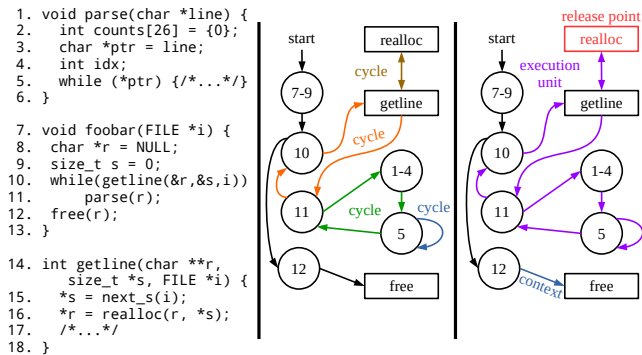 1. void parse(char *line) {
2.   int counts[26] = {0};
3.   char *ptr = line;
4.   int idx;
5.   while (*ptr) {/*...*/}
6. }
7. void foobar(FILE *i) {
8.  char *r = NULL;
9.  size_t s = 0;
10.  while(getline(&r,&s,i))
11.      parse(r);
12.  free(r);
13. }
14. int getline(char **r,
      size_t *s, FILE *i) {
15.  *s = next_s(i);
16.  *r = realloc(r, *s);
17.  /*...*/
18. }
start
realloc
cycle
7-9
getline
cycle
10
1-4
11
cycle
cycle
5
12
free
release point
start
realloc
execution
unit
7-9
getline
10
1-4
11
5
12
context
free